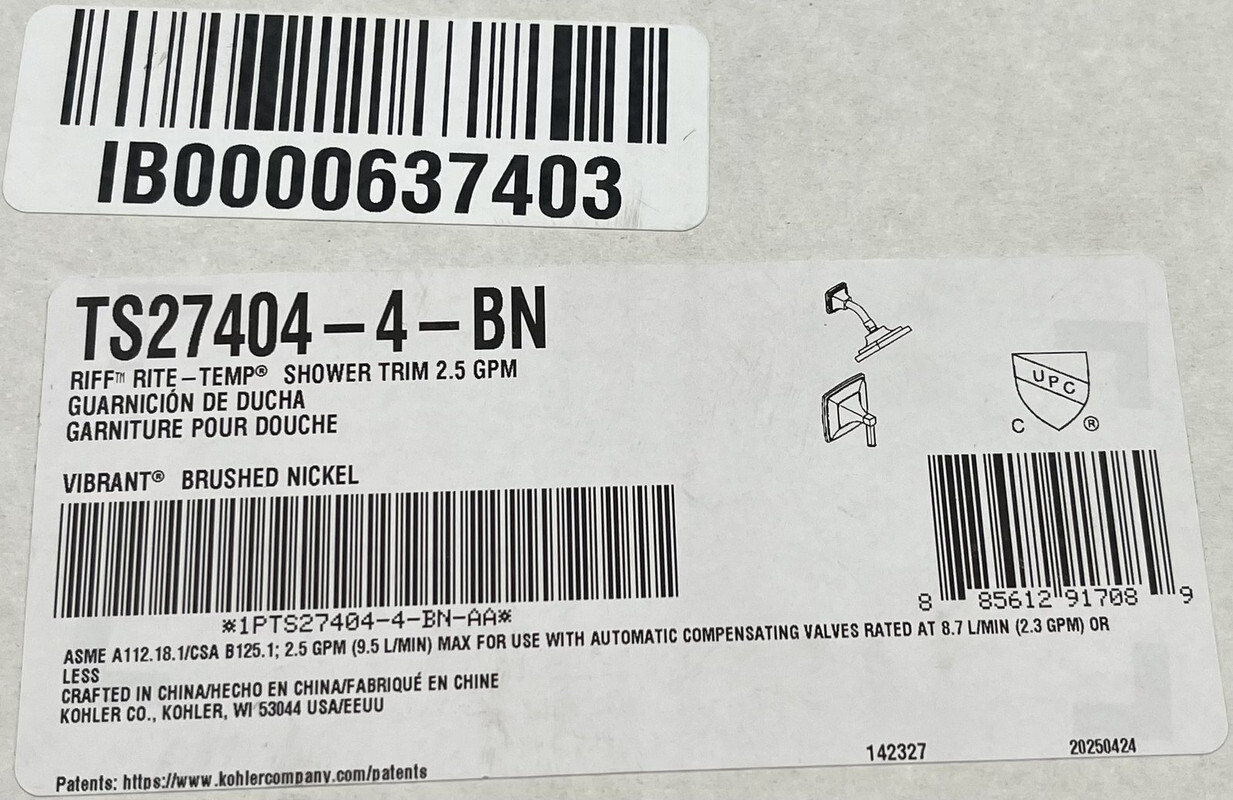 IB0000637403
TS27404-4-BN
RIFF™ RITE-TEMP® SHOWER TRIM 2.5 GPM
GUARNICIÓN DE DUCHA
GARNITURE POUR DOUCHE
UPC
C ®
VIBRANT® BRUSHED NICKEL
*1PTS27404-4-BN-AA*
8 85612 91708 9
ASME A112.18.1/CSA B125.1; 2.5 GPM (9.5 L/MIN) MAX FOR USE WITH AUTOMATIC COMPENSATING VALVES RATED AT 8.7 L/MIN (2.3 GPM) OR
LESS
CRAFTED IN CHINA/HECHO EN CHINA/FABRIQUÉ EN CHINE
KOHLER CO., KOHLER, WI 53044 USA/EEUU
142327 20250424
Patents: https://www.kohlercompany.com/patents